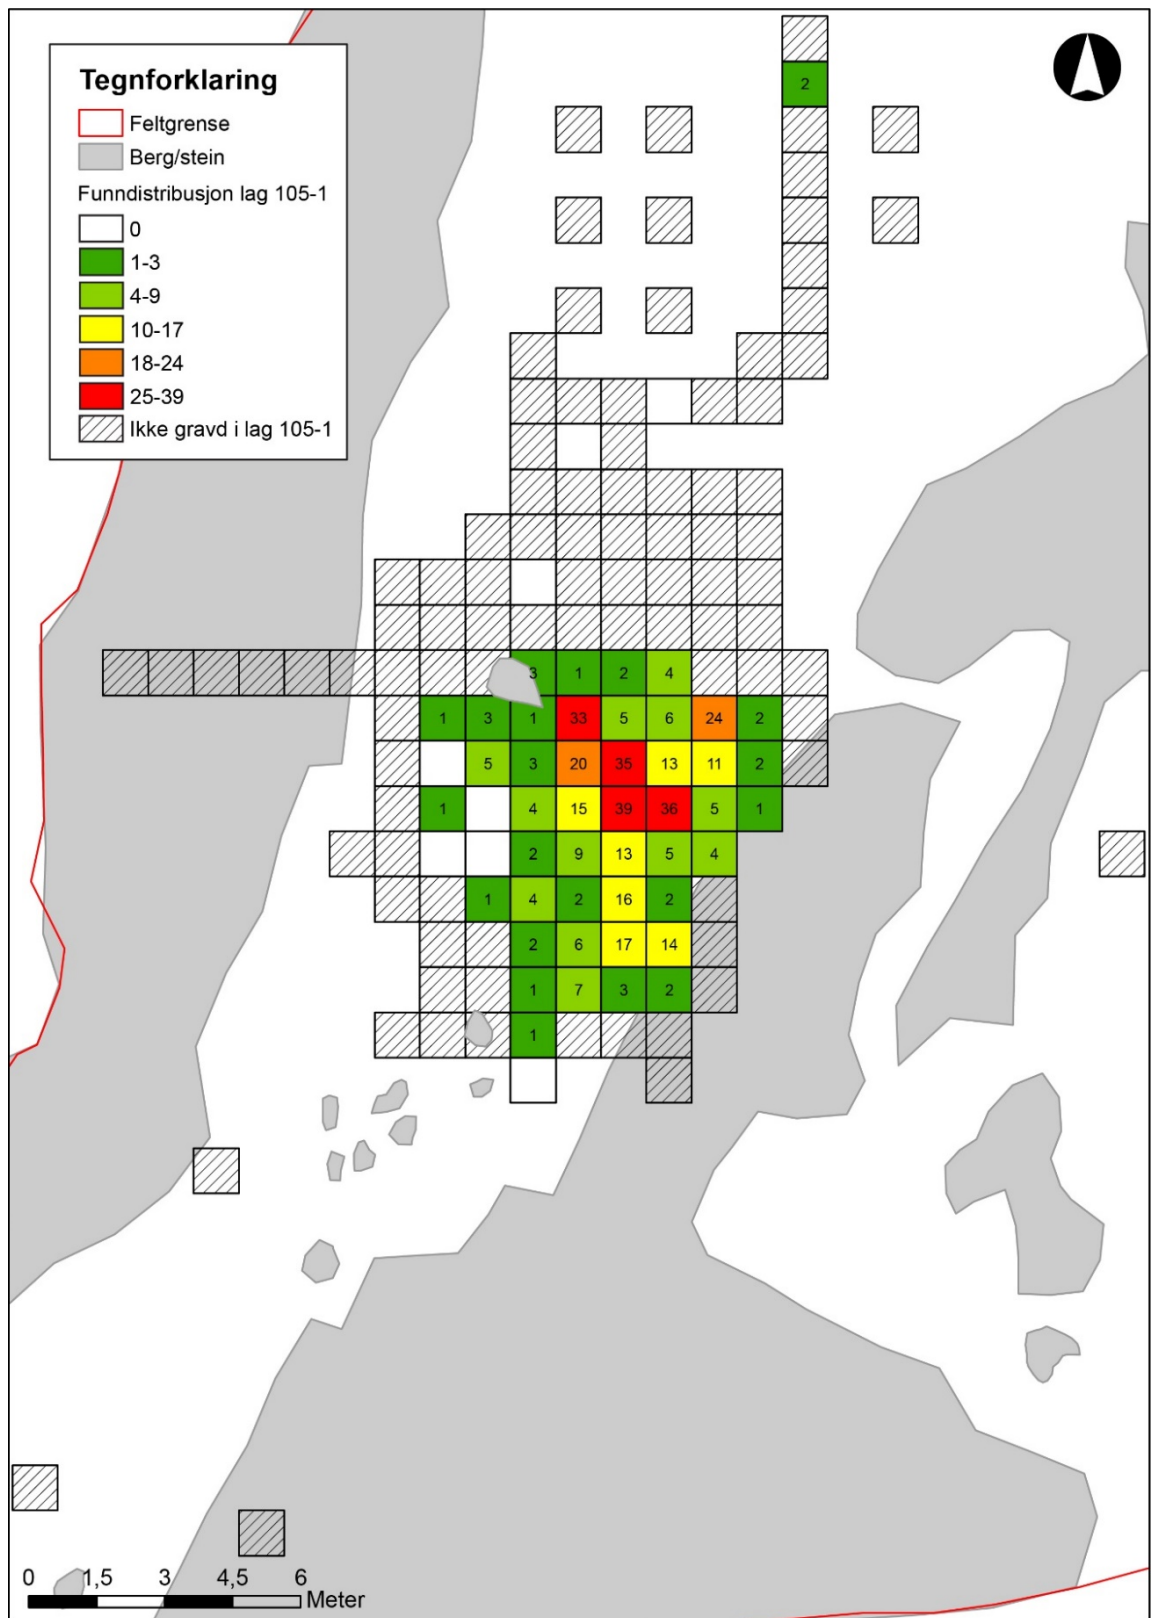 Tegnforklaring
Feltgrense
Berg/stein
Funndistribusjon lag 105-1
0
1-3
4-9
10-17
18-24
25-39
Ikke gravd i lag 105-1
2
3 1 2 4
1 3 1 33 5 6 24 2
5 3 20 35 13 11 2
1 4 15 39 36 5 1
2 9 13 5 4
1 4 2 16 2
2 6 17 14
1 7 3 2
1
0 1,5 3 4,5 6
Meter